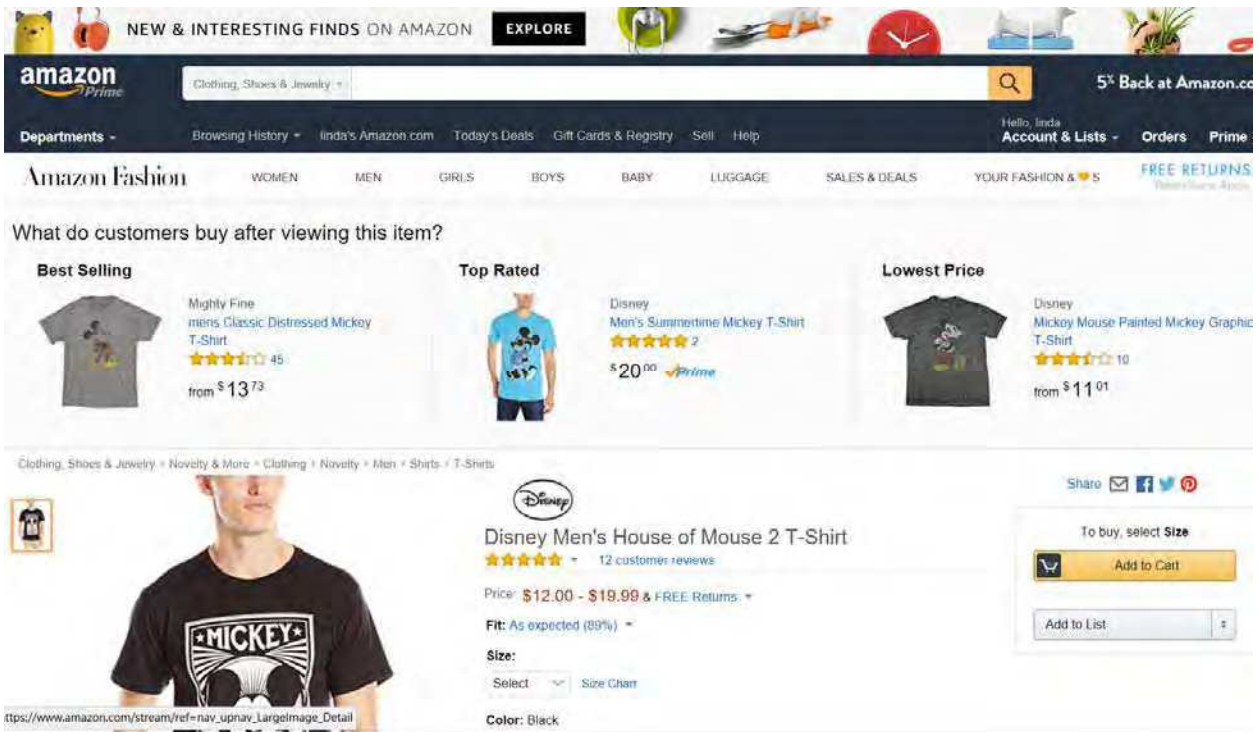 NEW & INTERESTING FINDS ON AMAZON EXPLORE
amazon
Prime
Clothing, Shoes & Jewelry
5% Back at Amazon.co
Departments
Browsing History linda's Amazon.com Today's Deals Gift Cards & Registry Sell Help
Hello, linda
Account & Lists Orders Prime
Amazon Fashion WOMEN MEN GIRLS BOYS BABY LUGGAGE SALES & DEALS YOUR FASHION & 🧡'S FREE RETURNS
What do customers buy after viewing this item?
Best Selling
Mighty Fine
mens Classic Distressed Mickey
T-Shirt
45
from $13.73
Top Rated
Disney
Men's Summertime Mickey T-Shirt
2
$20.00 Prime
Lowest Price
Disney
Mickey Mouse Painted Mickey Graphic
T-Shirt
10
from $11.01
Clothing, Shoes & Jewelry › Novelty & More › Clothing › Novelty › Men › Shirts › T-Shirts
MICKEY
Disney
Disney Men's House of Mouse 2 T-Shirt
12 customer reviews
Price: $12.00 - $19.99 & FREE Returns
Fit: As expected (89%)
Size:
Select Size Chart
Color: Black
Share
To buy, select Size
Add to Cart
Add to List
ttps://www.amazon.com/stream/ref=nav_upnav_LargeImage_Detail